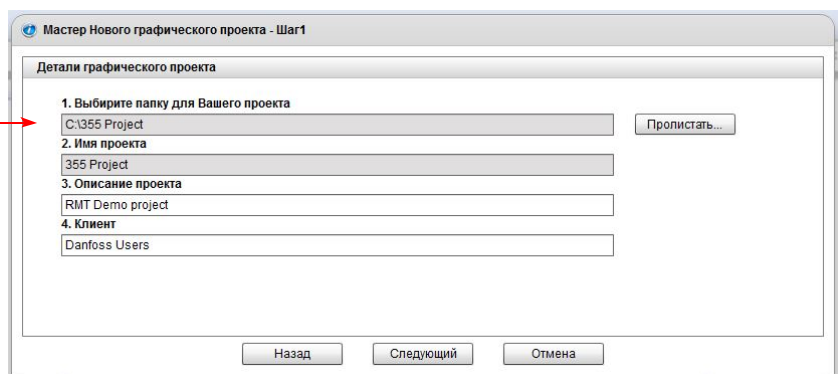 Мастер Нового графического проекта - Шаг1
Детали графического проекта
1. Выбирите папку для Вашего проекта
C:\355 Project
Пролистать...
2. Имя проекта
355 Project
3. Описание проекта
RMT Demo project
4. Клиент
Danfoss Users
Назад Следующий Отмена